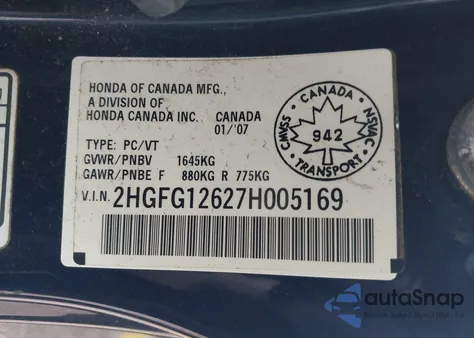 HONDA OF CANADA MFG.,
A DIVISION OF
HONDA CANADA INC. CANADA
01/'07
TYPE: PC/VT
GVWR/PNBV 1645KG
GAWR/PNBE F 880KG R 775KG
V.I.N. 2HGFG12627H005169
CANADA
CMVSS
942
NSVAC
TRANSPORT
autoSnap